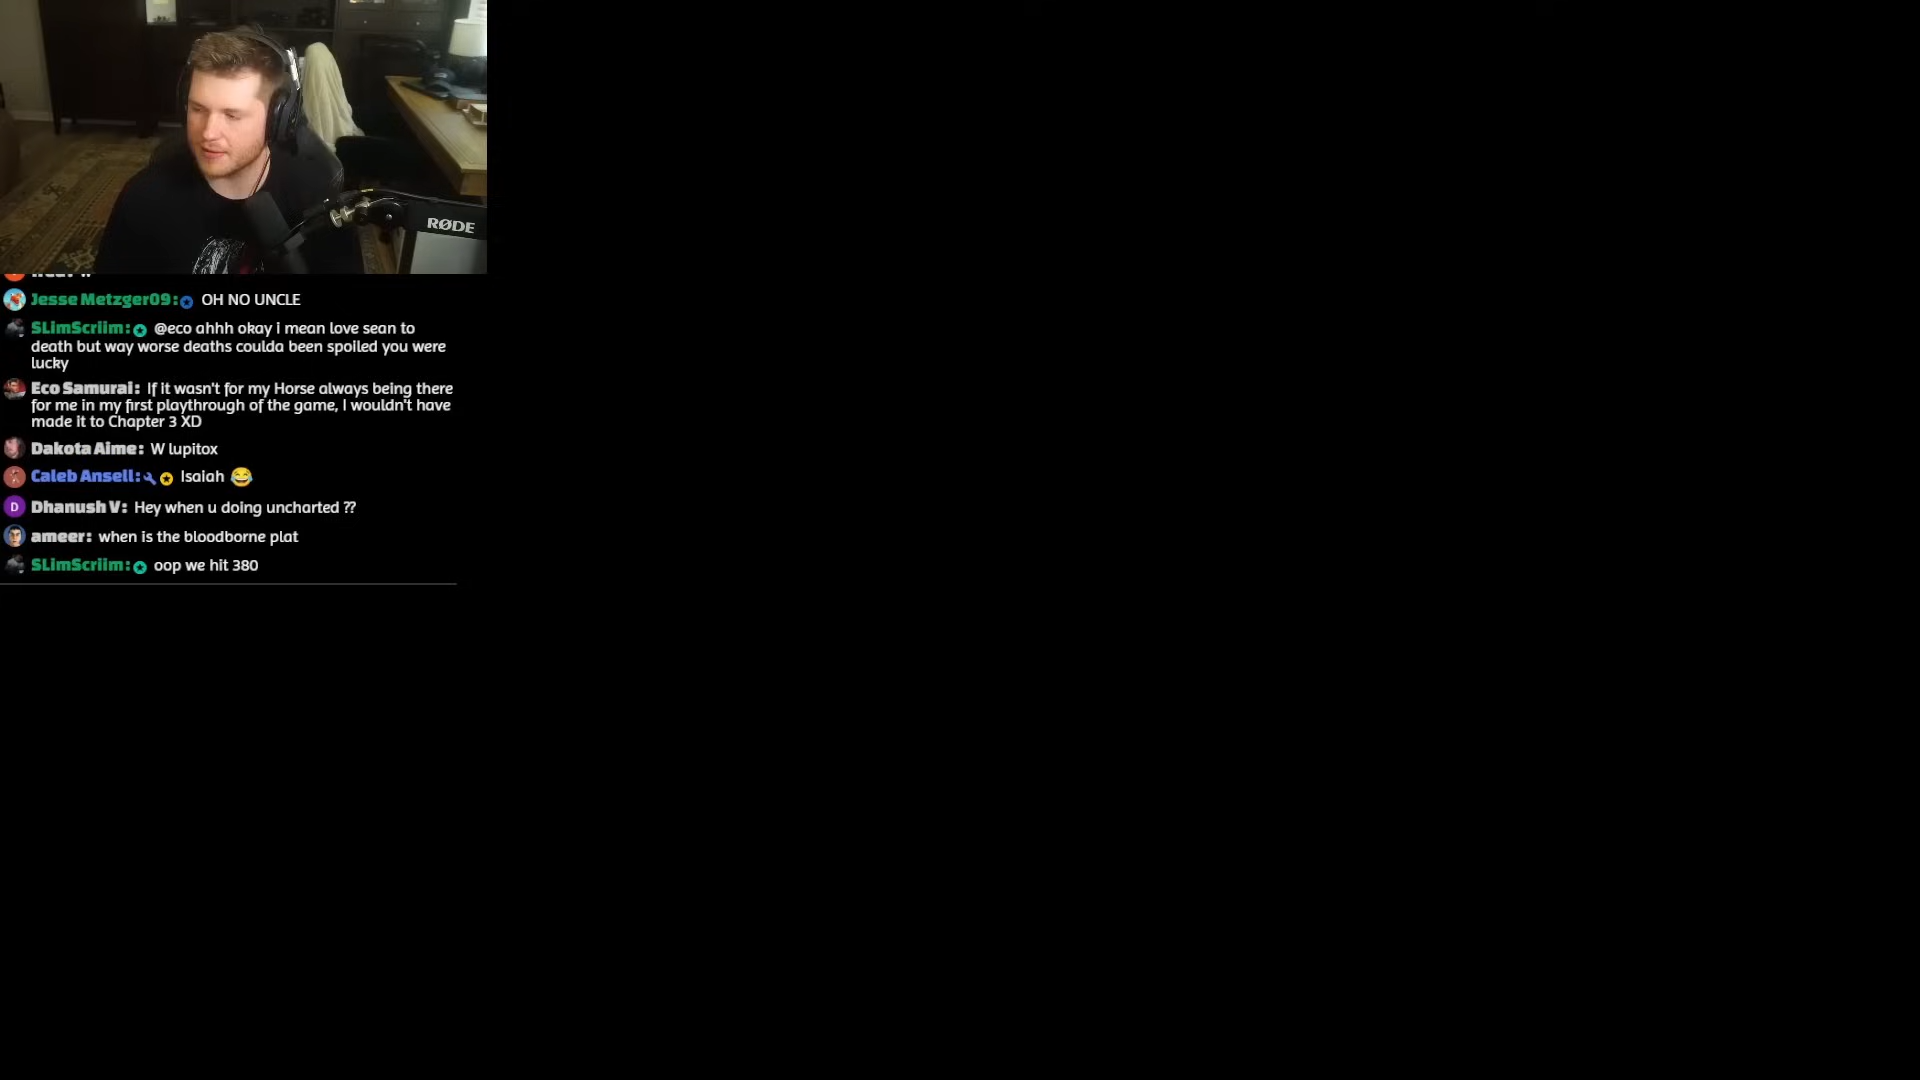 RØDE
Jesse Metzger09: OH NO UNCLE
SLimScriim: @eco ahhh okay i mean love sean to
death but way worse deaths coulda been spoiled you were
lucky
Eco Samurai: If it wasn't for my Horse always being there
for me in my first playthrough of the game, I wouldn't have
made it to Chapter 3 XD
Dakota Aime: W lupitox
Caleb Ansell: Isaiah 😂
D Dhanush V: Hey when u doing uncharted ??
ameer: when is the bloodborne plat
SLimScriim: oop we hit 380